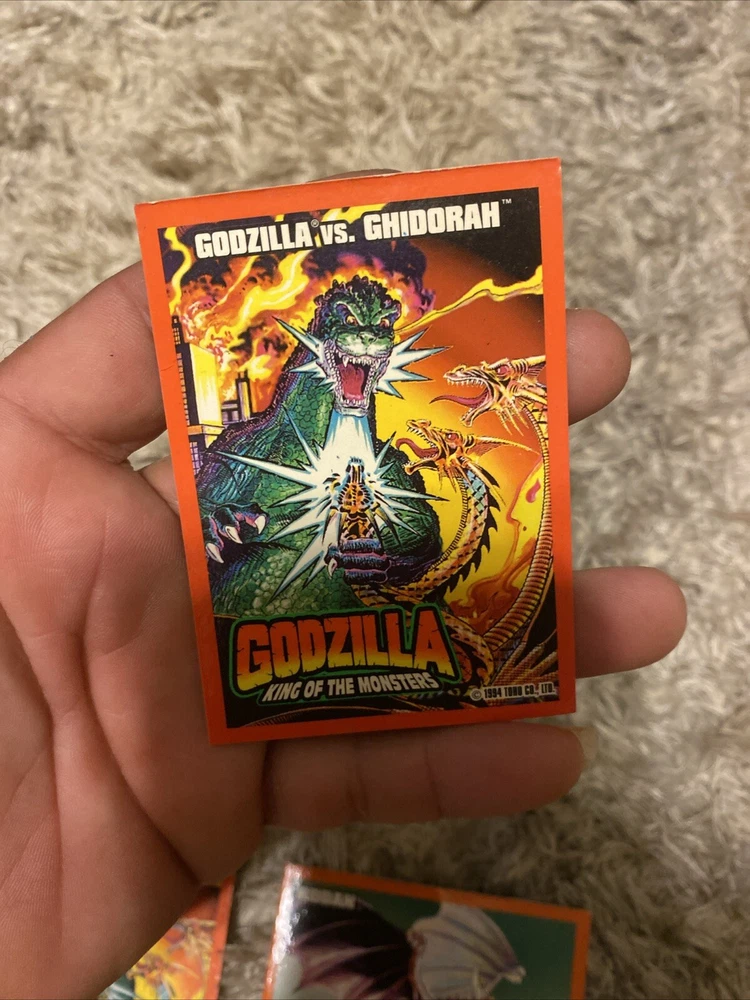 GODZILLA® VS. GHIDORAH™
GODZILLA
KING OF THE MONSTERS
© 1994 TOHO CO., LTD.